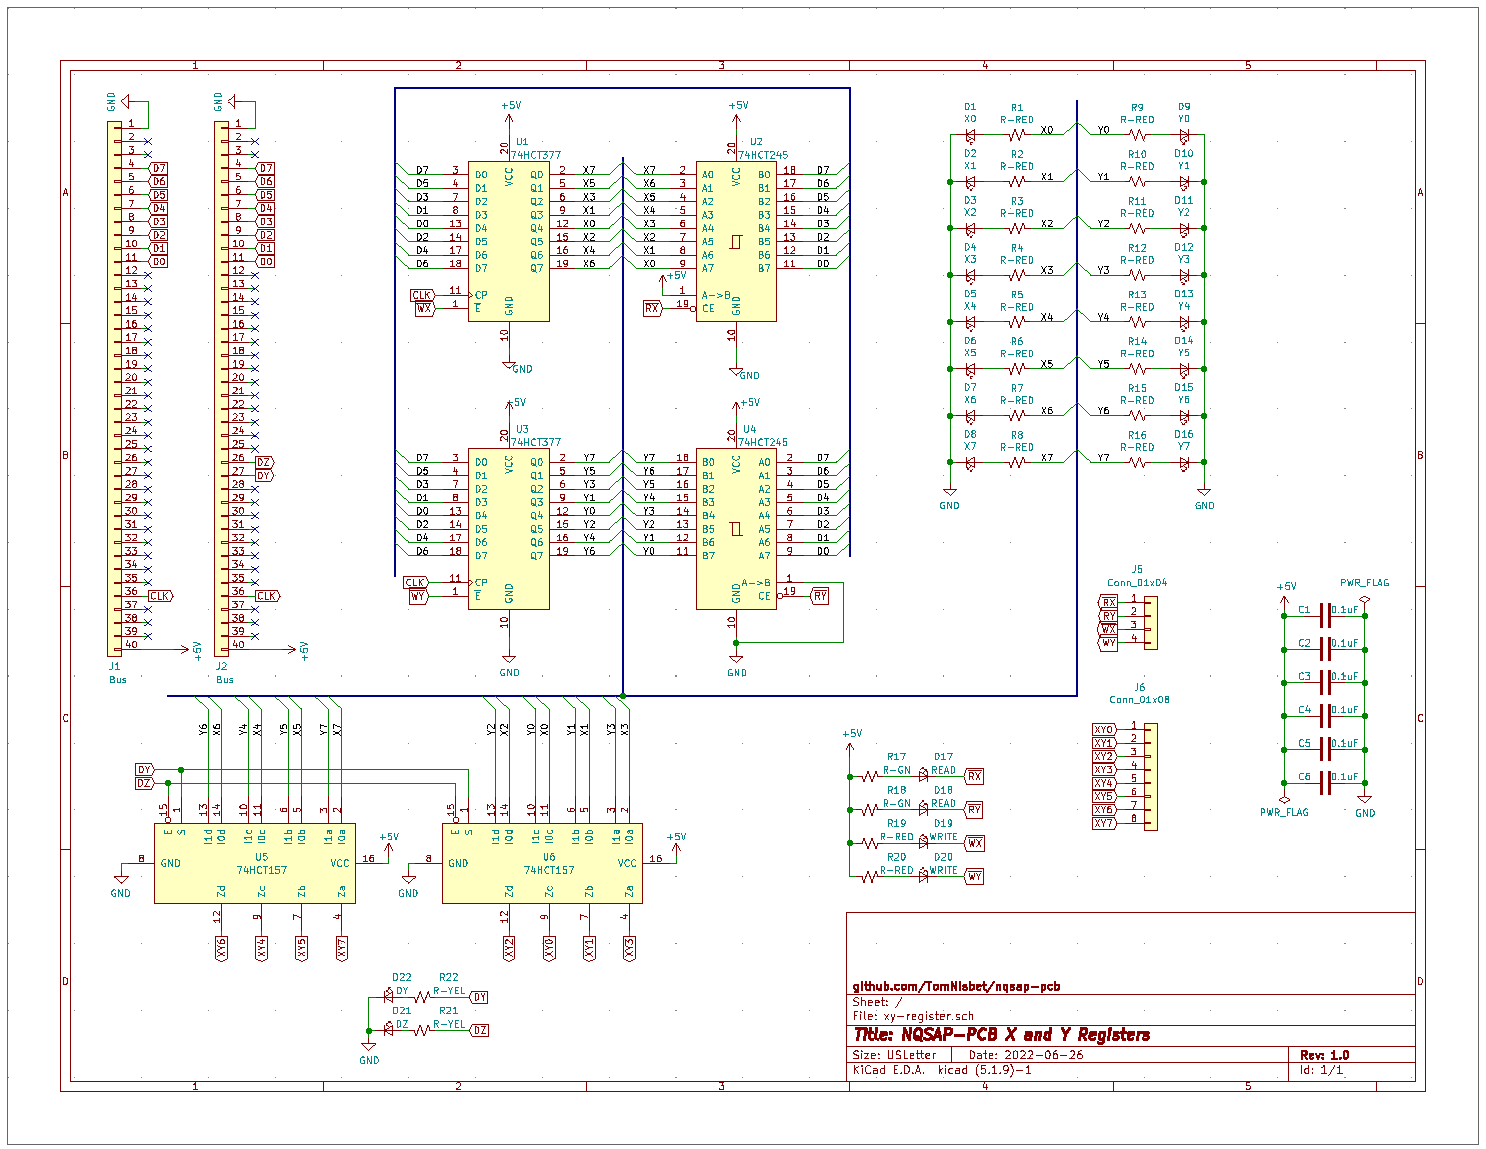 1 2 3 4 5
A
B
C
D
GND
1
2
3
4 D7
5 D6
6 D5
7 D4
8 D3
9 D2
10 D1
11 D0
12
13
14
15
16
17
18
19
20
21
22
23
24
25
26
27
28
29
30
31
32
33
34
35
36 CLK
37
38
39
40 +5V
J1
Bus
GND
1
2
3
4 D7
5 D6
6 D5
7 D4
8 D3
9 D2
10 D1
11 D0
12
13
14
15
16
17
18
19
20
21
22
23
24
25
26 DZ
27 DY
28
29
30
31
32
33
34
35
36 CLK
37
38
39
40 +5V
J2
Bus
+5V
20
U1
74HCT377
VCC
D7 3 D0 Q0 2 X7
D5 4 D1 Q1 5 X5
D3 7 D2 Q2 6 X3
D1 8 D3 Q3 9 X1
D0 13 D4 Q4 12 X0
D2 14 D5 Q5 15 X2
D4 17 D6 Q6 16 X4
D6 18 D7 Q7 19 X6
CLK 11 CP
WX 1 E
GND
10
GND
+5V
20
U2
74HCT245
VCC
X7 2 A0 B0 18 D7
X6 3 A1 B1 17 D6
X5 4 A2 B2 16 D5
X4 5 A3 B3 15 D4
X3 6 A4 B4 14 D3
X2 7 A5 B5 13 D2
X1 8 A6 B6 12 D1
X0 9 A7 B7 11 D0
+5V
1 A->B
RX 19 CE
GND
10
GND
+5V
20
U3
74HCT377
VCC
D7 3 D0 Q0 2 Y7
D5 4 D1 Q1 5 Y5
D3 7 D2 Q2 6 Y3
D1 8 D3 Q3 9 Y1
D0 13 D4 Q4 12 Y0
D2 14 D5 Q5 15 Y2
D4 17 D6 Q6 16 Y4
D6 18 D7 Q7 19 Y6
CLK 11 CP
WY 1 E
GND
10
GND
+5V
20
U4
74HCT245
VCC
Y7 18 B0 A0 2 D7
Y6 17 B1 A1 3 D6
Y5 16 B2 A2 4 D5
Y4 15 B3 A3 5 D4
Y3 14 B4 A4 6 D3
Y2 13 B5 A5 7 D2
Y1 12 B6 A6 8 D1
Y0 11 B7 A7 9 D0
A->B 1
CE 19 RY
GND
10
GND
D1 R1 R9 D9
X0 R-RED X0 Y0 R-RED Y0
D2 R2 R10 D10
X1 R-RED X1 Y1 R-RED Y1
D3 R3 R11 D11
X2 R-RED X2 Y2 R-RED Y2
D4 R4 R12 D12
X3 R-RED X3 Y3 R-RED Y3
D5 R5 R13 D13
X4 R-RED X4 Y4 R-RED Y4
D6 R6 R14 D14
X5 R-RED X5 Y5 R-RED Y5
D7 R7 R15 D15
X6 R-RED X6 Y6 R-RED Y6
D8 R8 R16 D16
X7 R-RED X7 Y7 R-RED Y7
GND GND
J5
Conn_01x04
RX 1
RY 2
WX 3
WY 4
J6
Conn_01x08
XY0 1
XY1 2
XY2 3
XY3 4
XY4 5
XY5 6
XY6 7
XY7 8
+5V PWR_FLAG
C1 0.1uF
C2 0.1uF
C3 0.1uF
C4 0.1uF
C5 0.1uF
C6 0.1uF
PWR_FLAG GND
Y6 X6 Y4 X4 Y5 X5 Y7 X7
DY
DZ
15 1 13 14 10 11 6 5 3 2
E S I1d I0d I1c I0c I1b I0b I1a I0a
8 GND U5 VCC 16 +5V
74HCT157
GND
Zd Zc Zb Za
12 9 7 4
XY6 XY4 XY5 XY7
Y2 X2 Y0 X0 Y1 X1 Y3 X3
15 1 13 14 10 11 6 5 3 2
E S I1d I0d I1c I0c I1b I0b I1a I0a
8 GND U6 VCC 16 +5V
74HCT157
GND
Zd Zc Zb Za
12 9 7 4
XY2 XY0 XY1 XY3
+5V
R17 D17
R-GN READ RX
R18 D18
R-GN READ RY
R19 D19
R-RED WRITE WX
R20 D20
R-RED WRITE WY
D22 R22
DY R-YEL DY
D21 R21
DZ R-YEL DZ
GND
github.com/TomNisbet/nqsap-pcb
Sheet: /
File: xy-register.sch
Title: NQSAP-PCB X and Y Registers
Size: USLetter Date: 2022-06-26 Rev: 1.0
KiCad E.D.A. kicad (5.1.9)-1 Id: 1/1
A
B
C
D
1 2 3 4 5